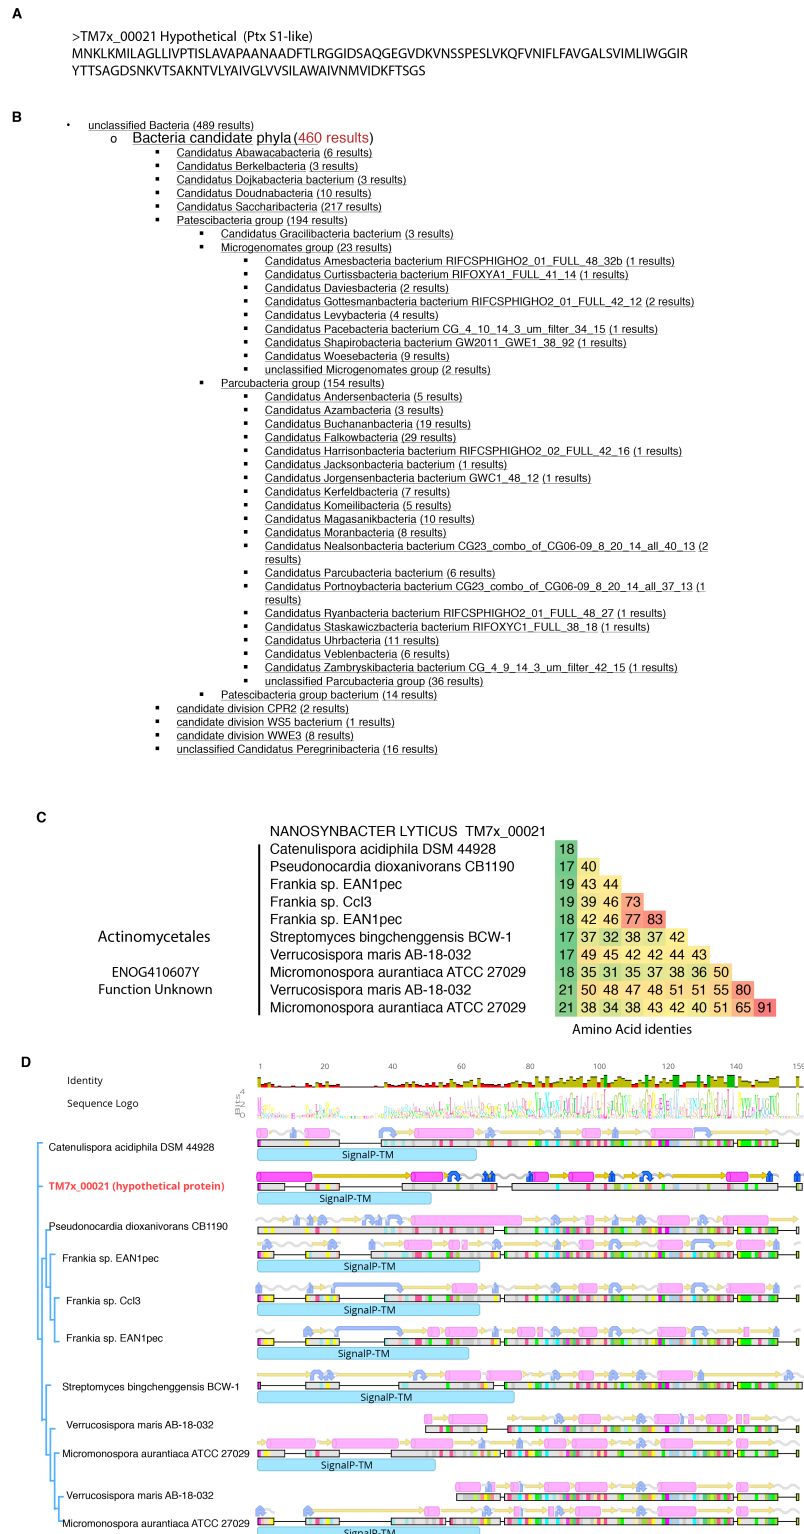 A
>TM7x_00021 Hypothetical (Ptx S1-like)
MNKLKMILAGLLIVPTISLAVAPAANAADFTLRGGIDSAQGEGVDKVNSSPESLVKQFVNIFLFAVGALSVIMLIWGGIR
YTTSAGDSNKVTSAKNTVLYAIVGLVVSILAWAIVNMVIDKFTSGS
B
• unclassified Bacteria (489 results)
o Bacteria candidate phyla (460 results)
▪ Candidatus Abawacabacteria (6 results)
▪ Candidatus Berkelbacteria (3 results)
▪ Candidatus Dojkabacteria bacterium (3 results)
▪ Candidatus Doudnabacteria (10 results)
▪ Candidatus Saccharibacteria (217 results)
▪ Patescibacteria group (194 results)
▪ Candidatus Gracilibacteria bacterium (3 results)
▪ Microgenomates group (23 results)
▪ Candidatus Amesbacteria bacterium RIFCSPHIGHO2_01_FULL_48_32b (1 results)
▪ Candidatus Curtissbacteria bacterium RIFOXYA1_FULL_41_14 (1 results)
▪ Candidatus Daviesbacteria (2 results)
▪ Candidatus Gottesmanbacteria bacterium RIFCSPHIGHO2_01_FULL_42_12 (2 results)
▪ Candidatus Levybacteria (4 results)
▪ Candidatus Pacebacteria bacterium CG_4_10_14_3_um_filter_34_15 (1 results)
▪ Candidatus Shapirobacteria bacterium GW2011_GWE1_38_92 (1 results)
▪ Candidatus Woesebacteria (9 results)
▪ unclassified Microgenomates group (2 results)
▪ Parcubacteria group (154 results)
▪ Candidatus Andersenbacteria (5 results)
▪ Candidatus Azambacteria (3 results)
▪ Candidatus Buchananbacteria (19 results)
▪ Candidatus Falkowbacteria (29 results)
▪ Candidatus Harrisonbacteria bacterium RIFCSPHIGHO2_02_FULL_42_16 (1 results)
▪ Candidatus Jacksonbacteria bacterium (1 results)
▪ Candidatus Jorgensenbacteria bacterium GWC1_48_12 (1 results)
▪ Candidatus Kerfeldbacteria (7 results)
▪ Candidatus Komeilibacteria (5 results)
▪ Candidatus Magasanikbacteria (10 results)
▪ Candidatus Moranbacteria (8 results)
▪ Candidatus Nealsonbacteria bacterium CG23_combo_of_CG06-09_8_20_14_all_40_13 (2
results)
▪ Candidatus Parcubacteria bacterium (6 results)
▪ Candidatus Portnoybacteria bacterium CG23_combo_of_CG06-09_8_20_14_all_37_13 (1
results)
▪ Candidatus Ryanbacteria bacterium RIFCSPHIGHO2_01_FULL_48_27 (1 results)
▪ Candidatus Staskawiczbacteria bacterium RIFOXYC1_FULL_38_18 (1 results)
▪ Candidatus Uhrbacteria (11 results)
▪ Candidatus Veblenbacteria (6 results)
▪ Candidatus Zambryskibacteria bacterium CG_4_9_14_3_um_filter_42_15 (1 results)
▪ unclassified Parcubacteria group (36 results)
▪ Patescibacteria group bacterium (14 results)
▪ candidate division CPR2 (2 results)
▪ candidate division WS5 bacterium (1 results)
▪ candidate division WWE3 (8 results)
▪ unclassified Candidatus Peregrinibacteria (16 results)
C
NANOSYNBACTER LYTICUS TM7x_00021
Catenulispora acidiphila DSM 44928 18
Pseudonocardia dioxanivorans CB1190 17 40
Frankia sp. EAN1pec 19 43 44
Frankia sp. CcI3 19 39 46 73
Frankia sp. EAN1pec 18 42 46 77 83
Streptomyces bingchenggensis BCW-1 17 37 32 38 37 42
Verrucosispora maris AB-18-032 17 49 45 42 42 44 43
Micromonospora aurantiaca ATCC 27029 18 35 31 35 37 38 36 50
Verrucosispora maris AB-18-032 21 50 48 47 48 51 51 55 80
Micromonospora aurantiaca ATCC 27029 21 38 34 38 43 42 40 51 65 91
Actinomycetales
ENOG410607Y
Function Unknown
Amino Acid identies
D
1 20 40 60 80 100 120 140 159
Identity
Sequence Logo
Catenulispora acidiphila DSM 44928
SignalP-TM
TM7x_00021 (hypothetical protein)
SignalP-TM
Pseudonocardia dioxanivorans CB1190
Frankia sp. EAN1pec
SignalP-TM
Frankia sp. CcI3
SignalP-TM
Frankia sp. EAN1pec
SignalP-TM
Streptomyces bingchenggensis BCW-1
SignalP-TM
Verrucosispora maris AB-18-032
Micromonospora aurantiaca ATCC 27029
SignalP-TM
Verrucosispora maris AB-18-032
Micromonospora aurantiaca ATCC 27029
SignalP-TM